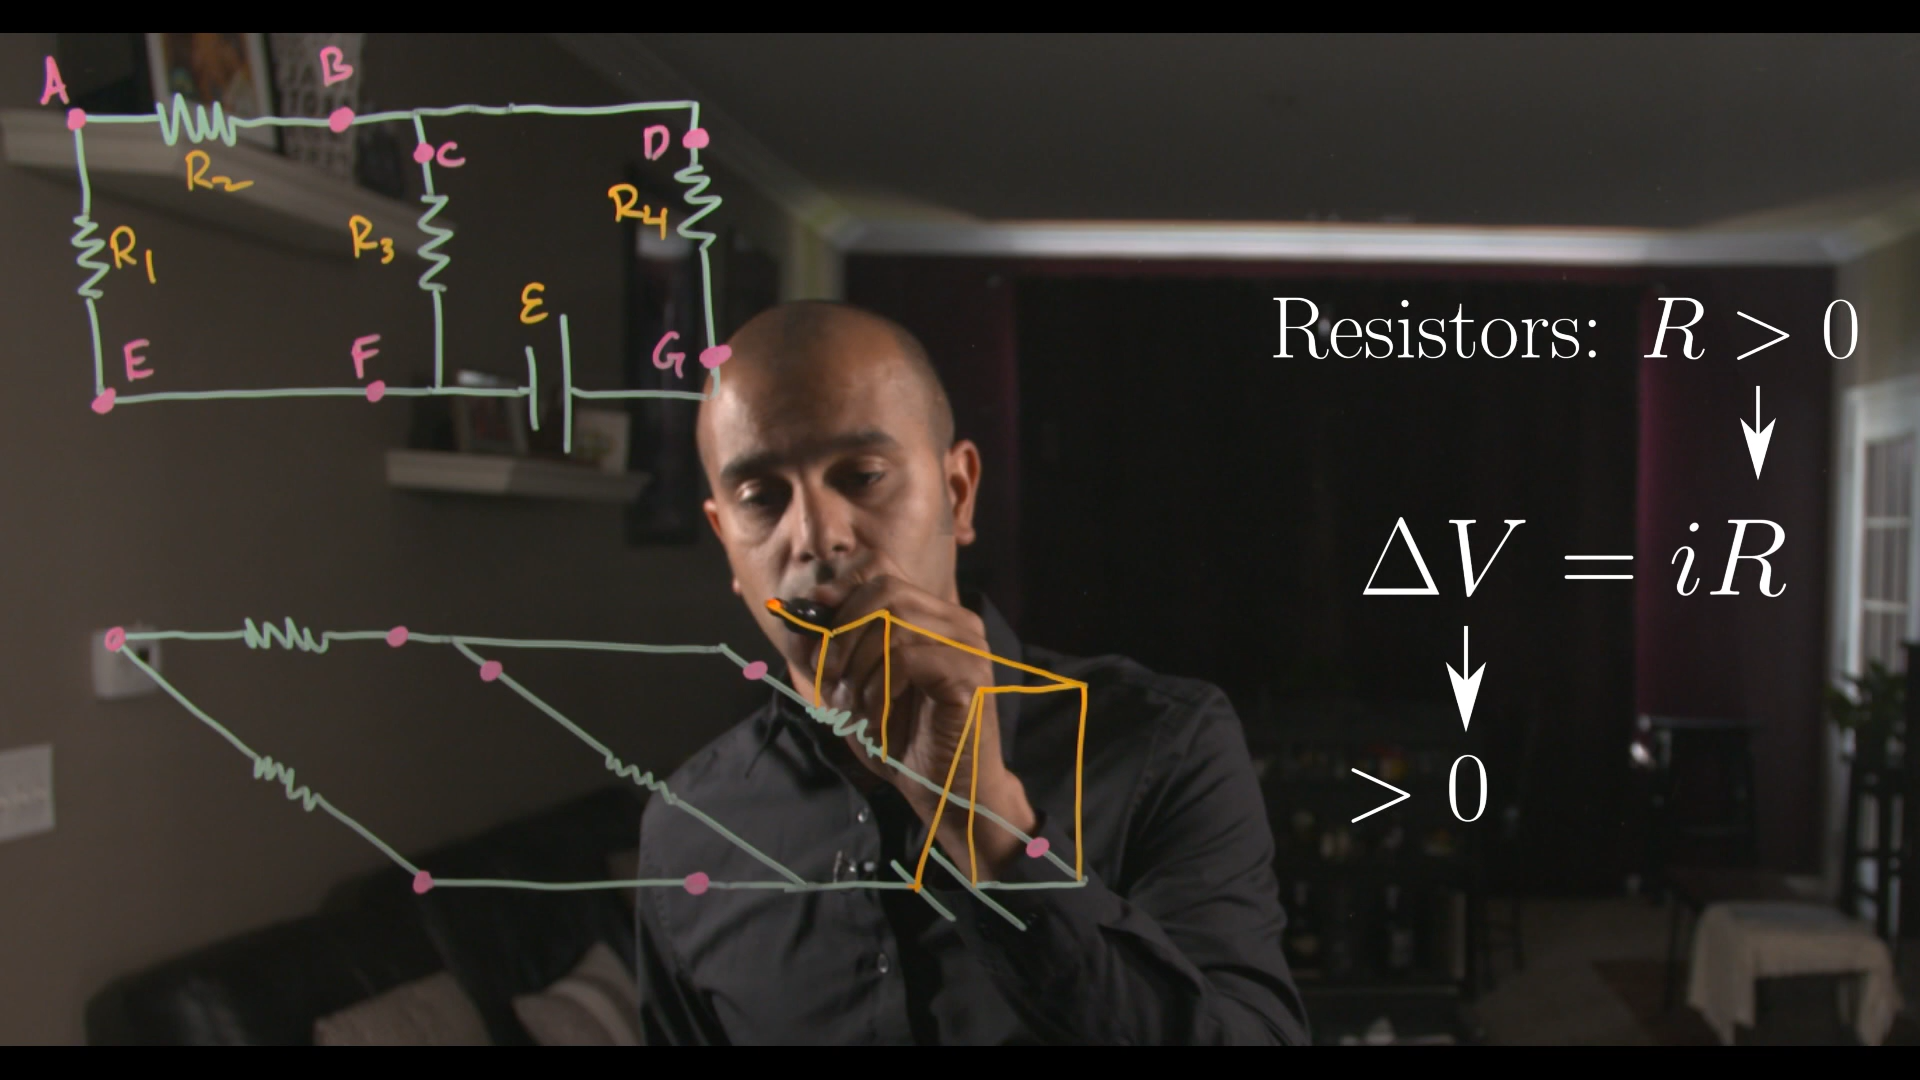 A
B
C
D
R2
R1
R3
R4
ε
E
F
G
Resistors: R > 0
ΔV = iR
> 0